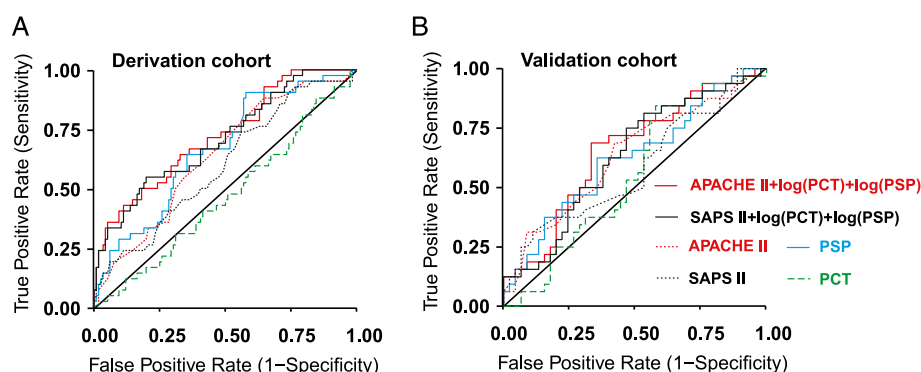 A
Derivation cohort
True Positive Rate (Sensitivity)
1.00
0.75
0.50
0.25
0.00
0.00 0.25 0.50 0.75 1.00
False Positive Rate (1−Specificity)
B
Validation cohort
True Positive Rate (Sensitivity)
1.00
0.75
0.50
0.25
0.00
0.00 0.25 0.50 0.75 1.00
False Positive Rate (1−Specificity)
APACHE II+log(PCT)+log(PSP)
SAPS II+log(PCT)+log(PSP)
APACHE II PSP
SAPS II PCT